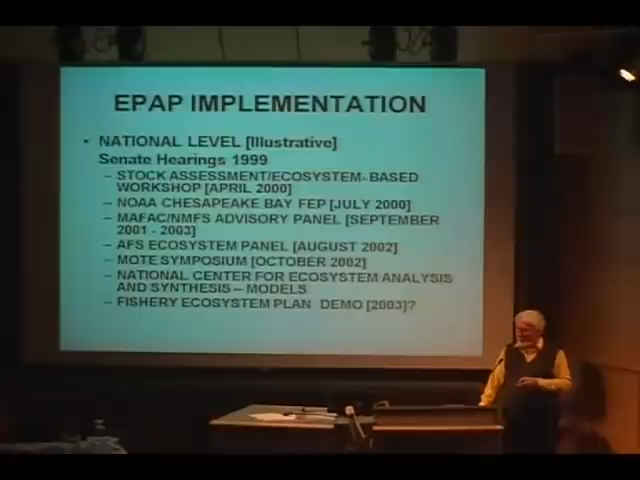 EPAP IMPLEMENTATION
• NATIONAL LEVEL [Illustrative]
Senate Hearings 1999
– STOCK ASSESSMENT/ECOSYSTEM-BASED
WORKSHOP [APRIL 2000]
– NOAA CHESAPEAKE BAY FEP [JULY 2000]
– MAFAC/NMFS ADVISORY PANEL [SEPTEMBER
2001 - 2003]
– AFS ECOSYSTEM PANEL [AUGUST 2002]
– MOTE SYMPOSIUM [OCTOBER 2002]
– NATIONAL CENTER FOR ECOSYSTEM ANALYSIS
AND SYNTHESIS – MODELS
– FISHERY ECOSYSTEM PLAN DEMO [2003]?